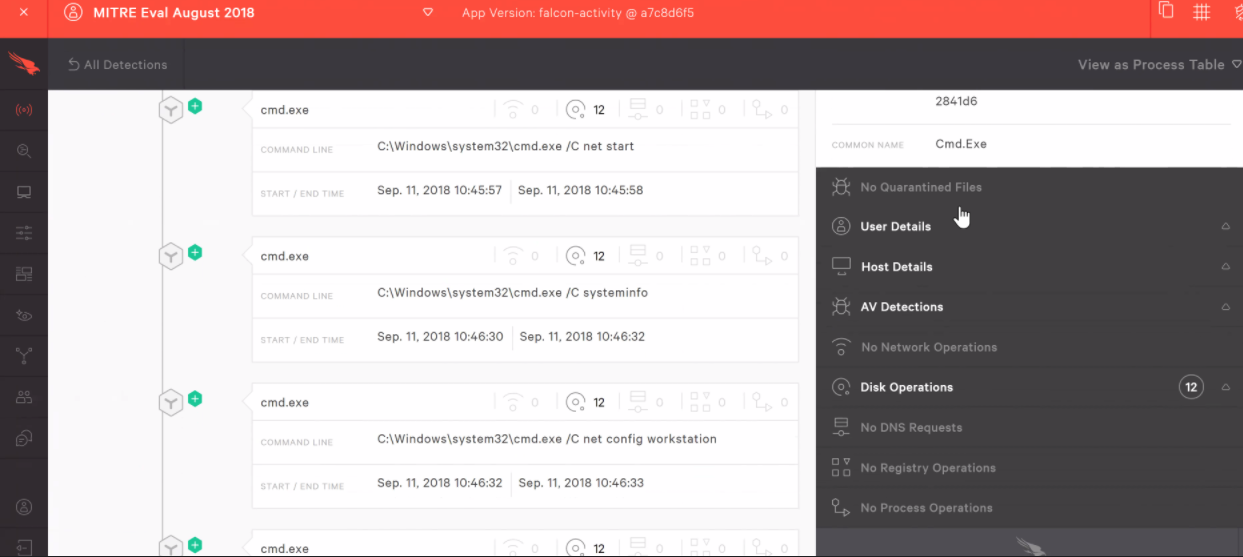 MITRE Eval August 2018
App Version: falcon-activity @ a7c8d6f5
All Detections
View as Process Table
cmd.exe 0 12 0 0 0
COMMAND LINE C:\Windows\system32\cmd.exe /C net start
START / END TIME Sep. 11, 2018 10:45:57 Sep. 11, 2018 10:45:58
cmd.exe 0 12 0 0 0
COMMAND LINE C:\Windows\system32\cmd.exe /C systeminfo
START / END TIME Sep. 11, 2018 10:46:30 Sep. 11, 2018 10:46:32
cmd.exe 0 12 0 0 0
COMMAND LINE C:\Windows\system32\cmd.exe /C net config workstation
START / END TIME Sep. 11, 2018 10:46:32 Sep. 11, 2018 10:46:33
cmd.exe 0 12 0 0 0
2841d6
COMMON NAME Cmd.Exe
No Quarantined Files
User Details
Host Details
AV Detections
No Network Operations
Disk Operations 12
No DNS Requests
No Registry Operations
No Process Operations